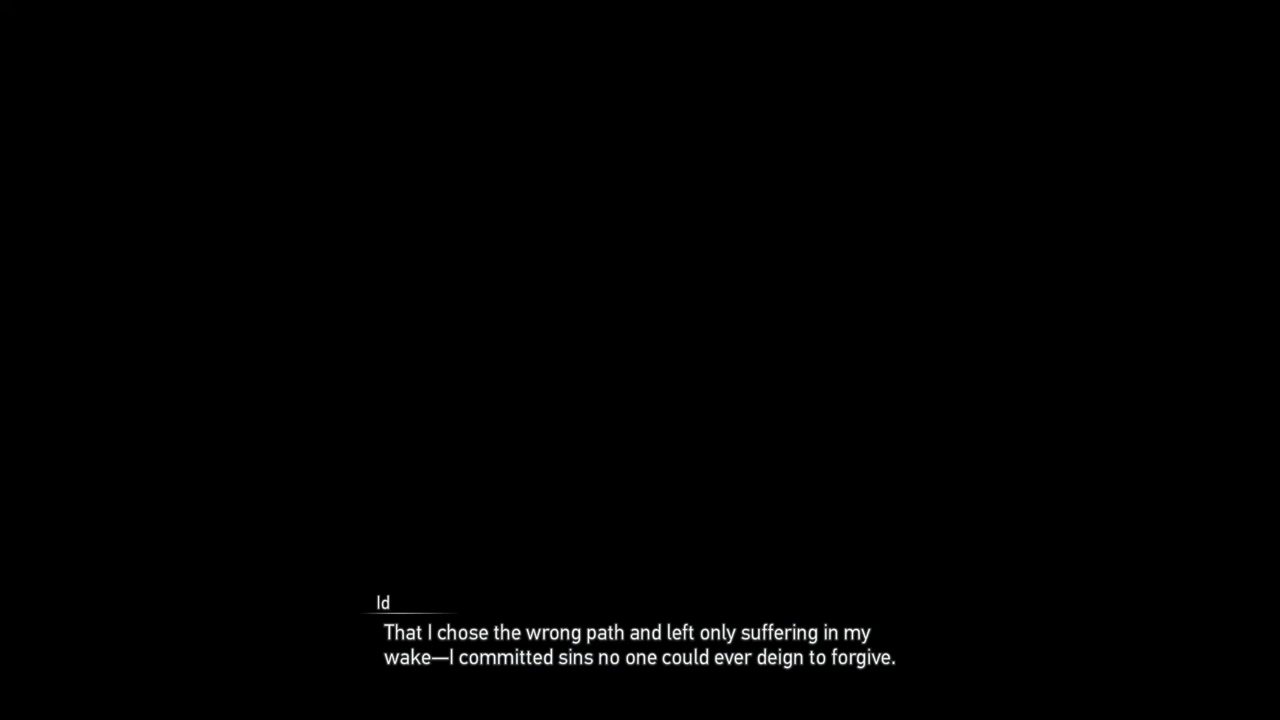 Id
That I chose the wrong path and left only suffering in my
wake—I committed sins no one could ever deign to forgive.